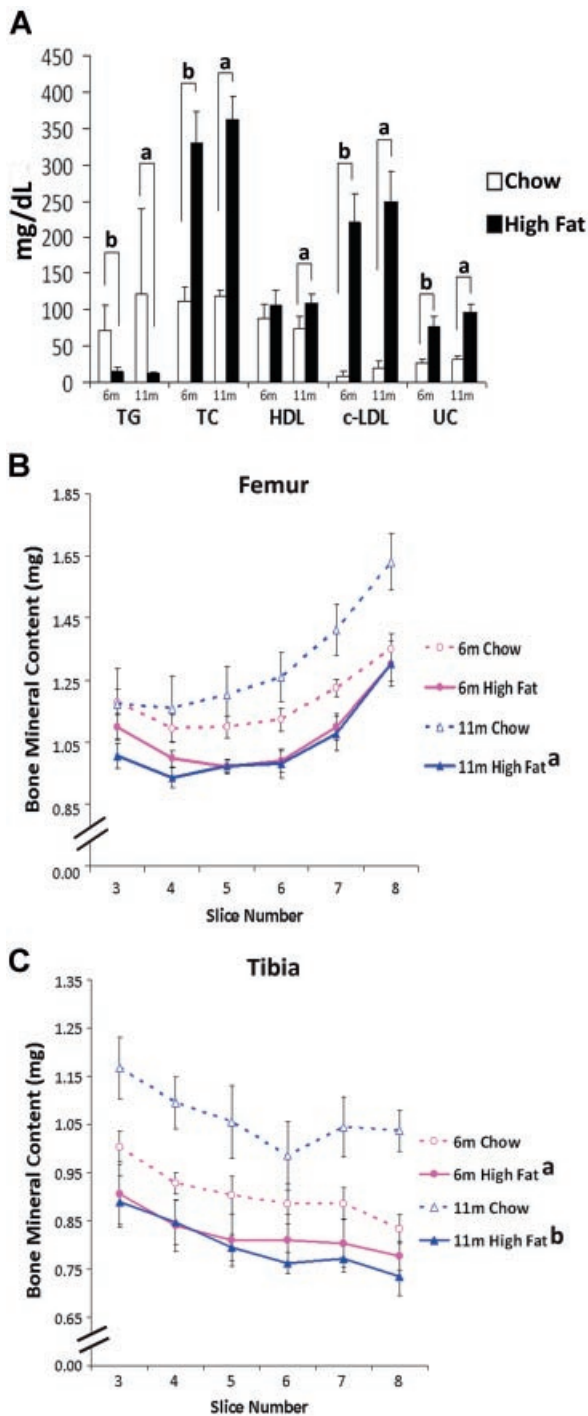 A
450
400
350
300
250
200
150
100
50
0
mg/dL
b
a
b
a
a
b
a
b
a
Chow
High Fat
6m 11m 6m 11m 6m 11m 6m 11m 6m 11m
TG TC HDL c-LDL UC
B
Femur
Bone Mineral Content (mg)
1.85
1.65
1.45
1.25
1.05
0.85
0.00
3 4 5 6 7 8
Slice Number
6m Chow
6m High Fat
11m Chow
11m High Fat a
C
Tibia
Bone Mineral Content (mg)
1.35
1.25
1.15
1.05
0.95
0.85
0.75
0.65
0.00
3 4 5 6 7 8
Slice Number
6m Chow
6m High Fat a
11m Chow
11m High Fat b